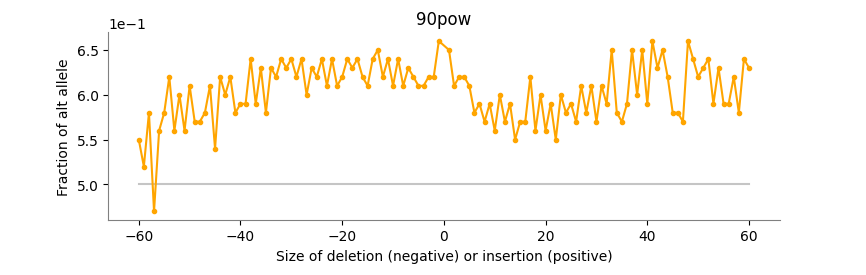 90pow
1e−1
6.5
6.0
5.5
5.0
Fraction of alt allele
−60 −40 −20 0 20 40 60
Size of deletion (negative) or insertion (positive)